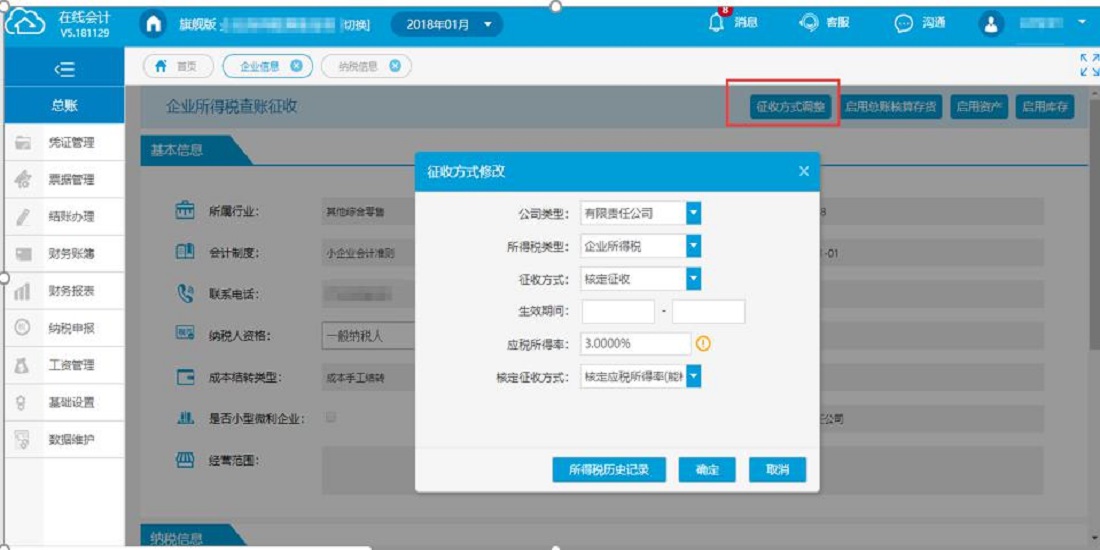 在线会计
V5.181129
旗舰版
[切换]
2018年01月
8
消息
客服
沟通
首页
企业信息
纳税信息
总账
凭证管理
票据管理
结账办理
财务账簿
财务报表
纳税申报
工资管理
基础设置
数据维护
企业所得税查账征收
征收方式调整
启用总账核算存货
启用资产
启用库存
基本信息
所属行业：
其他综合零售
会计制度：
小企业会计准则
联系电话：
纳税人资格：
一般纳税人
成本结转类型：
成本手工结转
是否小型微利企业：
经营范围：
8
-01
公司
征收方式修改
公司类型：
有限责任公司
所得税类型：
企业所得税
征收方式：
核定征收
生效期间：
-
应税所得率：
3.0000%
核定征收方式：
核定应税所得率(能
所得税历史记录
确定
取消
纳税信息